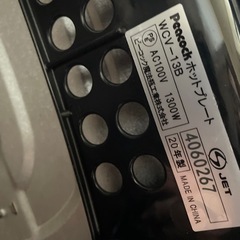 Peacock ホットプレート
WCV-13B
PS E
AC100V 1300W
ピーコック魔法瓶工業株式会社
4060267
20年製
S JET
MADE IN CHINA